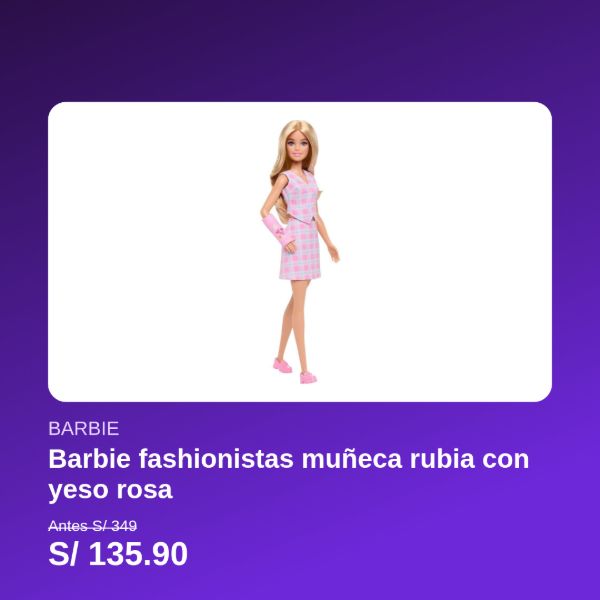 BARBIE
Barbie fashionistas muñeca rubia con
yeso rosa
Antes S/ 349
S/ 135.90